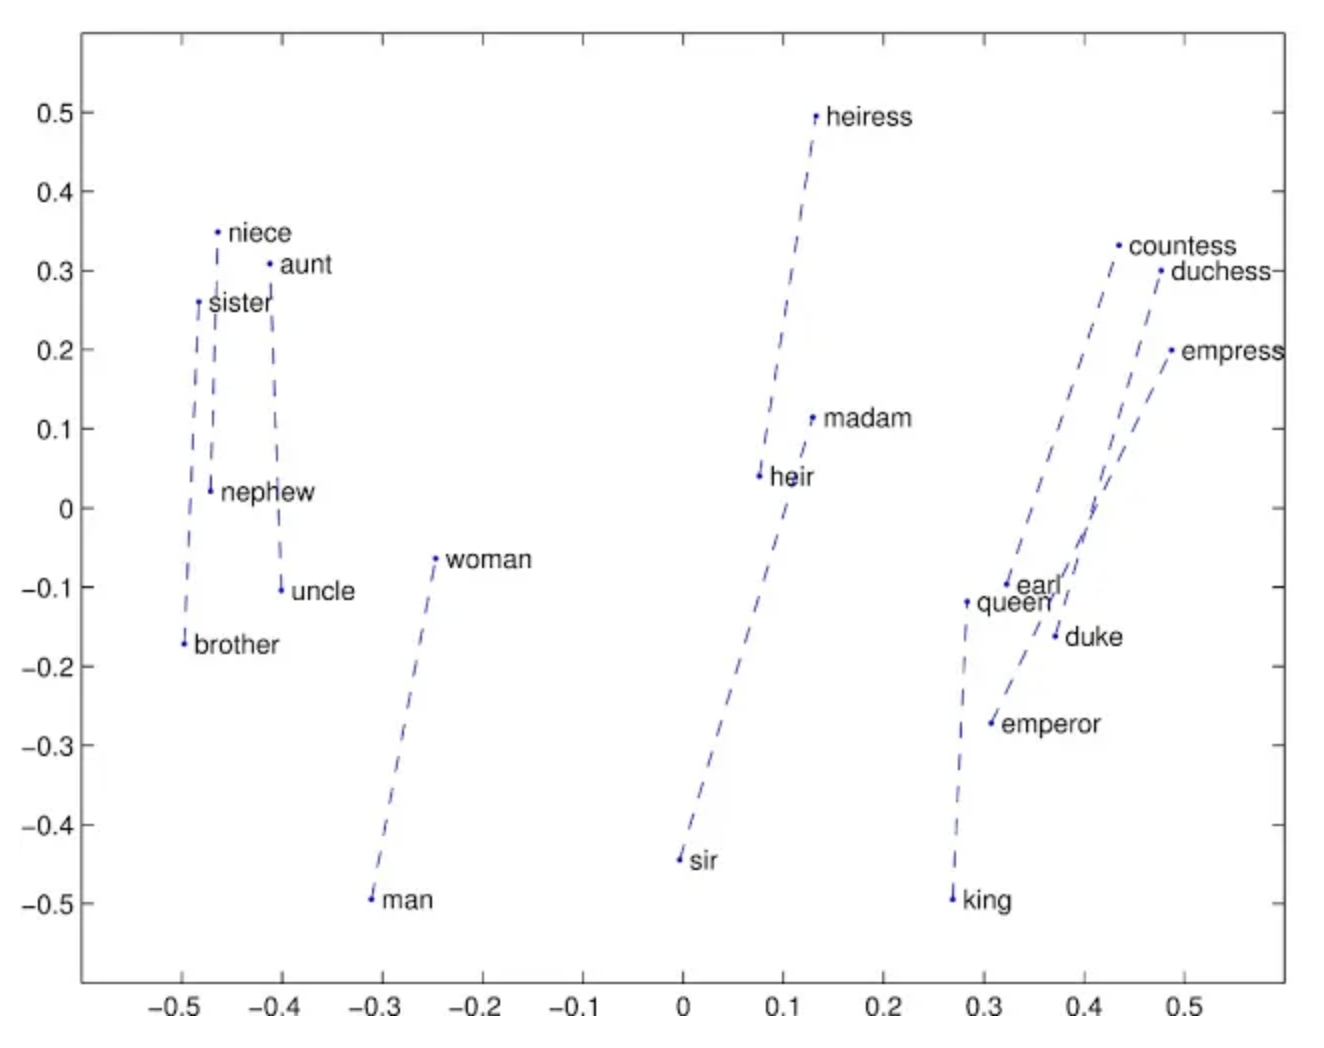 0.5
heiress
0.4
niece
aunt
countess
0.3
duchess
sister
0.2
empress
0.1
madam
heir
nephew
0
woman
−0.1
uncle
earl
queen
brother
duke
−0.2
emperor
−0.3
−0.4
sir
−0.5
man
king
−0.5 −0.4 −0.3 −0.2 −0.1 0 0.1 0.2 0.3 0.4 0.5